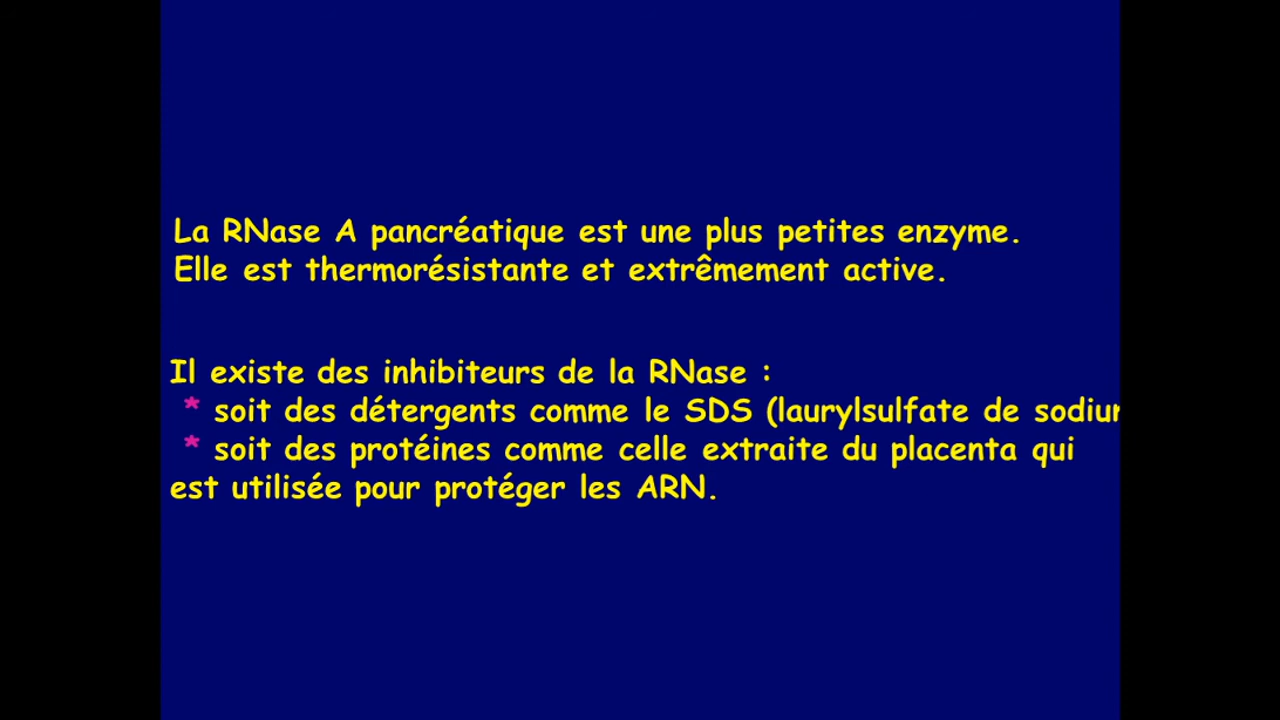 La RNase A pancréatique est une plus petites enzyme.
Elle est thermorésistante et extrêmement active.
Il existe des inhibiteurs de la RNase :
* soit des détergents comme le SDS (laurylsulfate de
* soit des protéines comme celle extraite du placenta qui
est utilisée pour protéger les ARN.